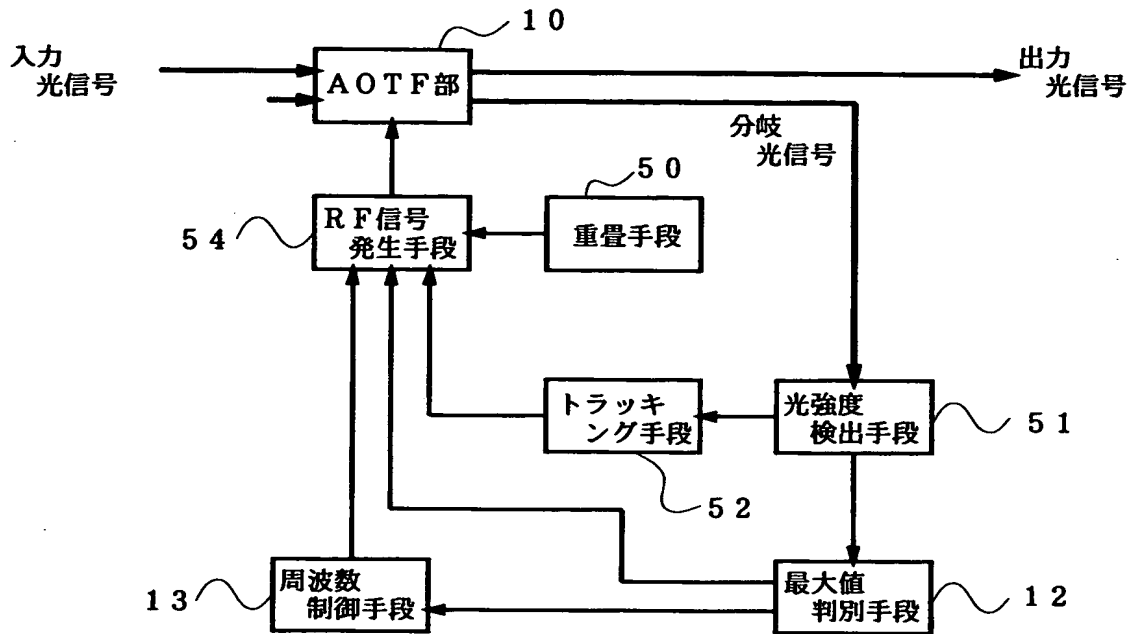 １０
入力
光信号
ＡＯＴＦ部
出力
光信号
分岐
光信号
５０
ＲＦ信号
発生手段
重畳手段
５４
トラッキ
ング手段
光強度
検出手段
５１
５２
周波数
制御手段
１３
最大値
判別手段
１２